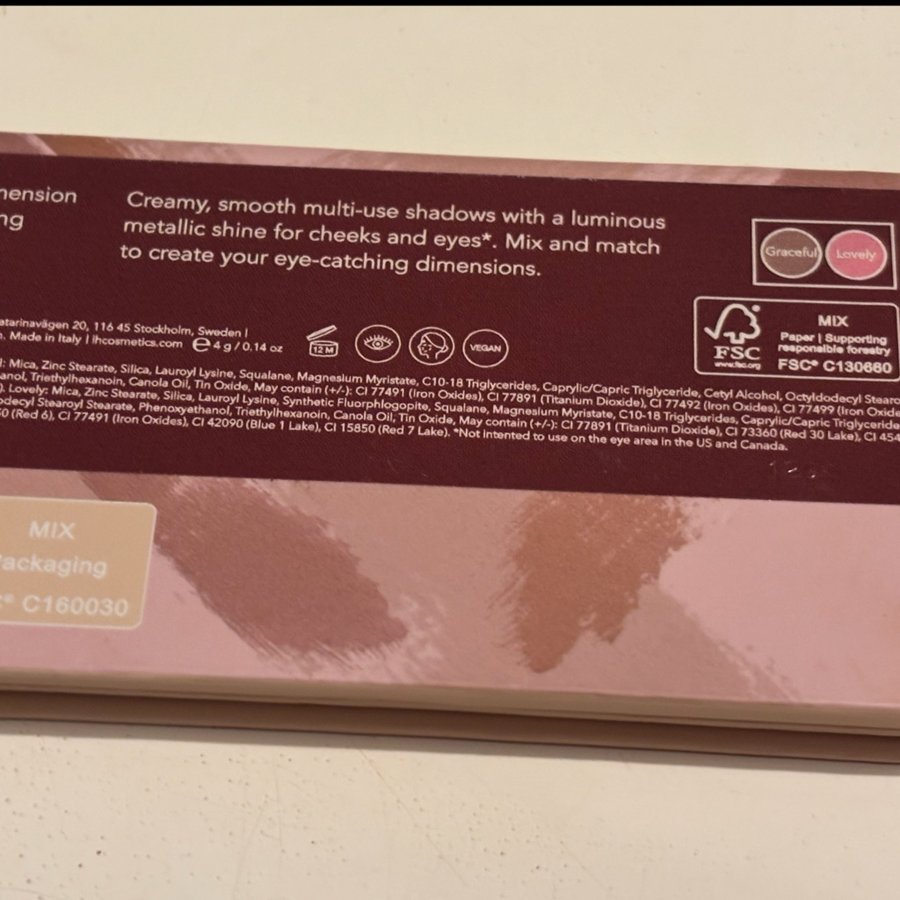 mension
ng
Creamy, smooth multi-use shadows with a luminous
metallic shine for cheeks and eyes*. Mix and match
to create your eye-catching dimensions.
Graceful
Lovely
atarinavägen 20, 116 45 Stockholm, Sweden |
. Made in Italy | lhcosmetics.com ℮ 4 g / 0.14 oz
12 M
VEGAN
FSC
www.fsc.org
MIX
Paper | Supporting
responsible forestry
FSC® C130660
l: Mica, Zinc Stearate, Silica, Lauroyl Lysine, Squalane, Magnesium Myristate, C10-18 Triglycerides, Caprylic/Capric Triglyceride, Cetyl Alcohol, Octyldodecyl Stearo
anol, Triethylhexanoin, Canola Oil, Tin Oxide, May contain (+/-): CI 77491 (Iron Oxides), CI 77891 (Titanium Dioxide), CI 77492 (Iron Oxides), CI 77499 (Iron Oxide
). Lovely: Mica, Zinc Stearate, Silica, Lauroyl Lysine, Synthetic Fluorphlogopite, Squalane, Magnesium Myristate, C10-18 Triglycerides, Caprylic/Capric Triglyceride
odecyl Stearoyl Stearate, Phenoxyethanol, Triethylhexanoin, Canola Oil, Tin Oxide, May contain (+/-): CI 77891 (Titanium Dioxide), CI 73360 (Red 30 Lake), CI 454
50 (Red 6), CI 77491 (Iron Oxides), CI 42090 (Blue 1 Lake), CI 15850 (Red 7 Lake). *Not intented to use on the eye area in the US and Canada.
MIX
Packaging
C® C160030